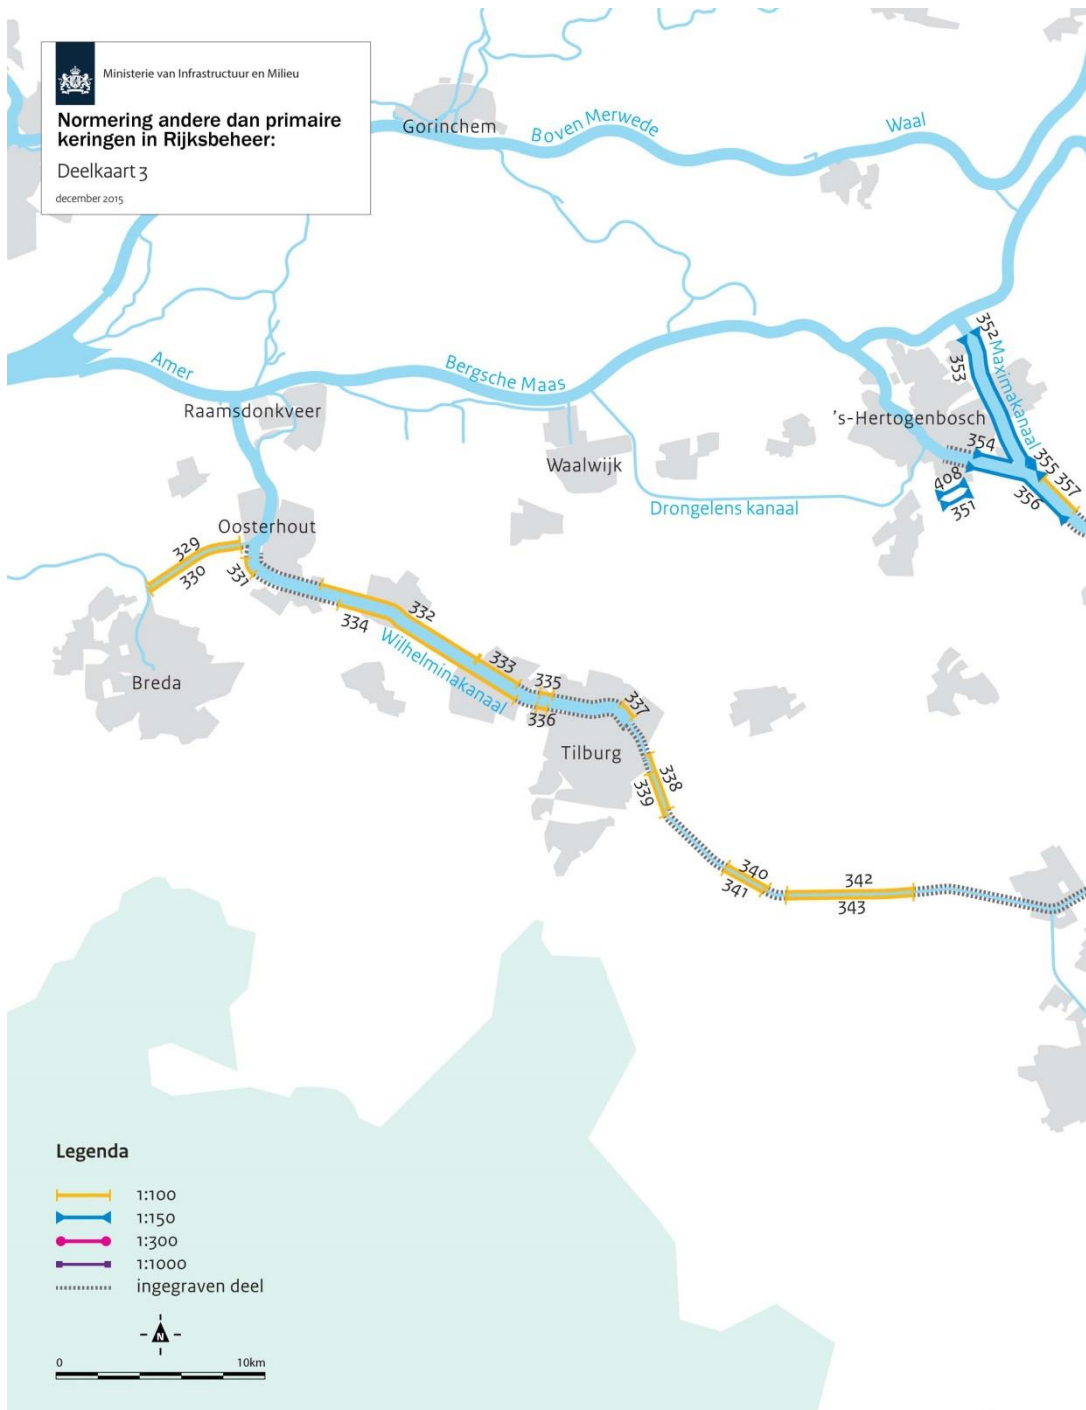 Ministerie van Infrastructuur en Milieu
Normering andere dan primaire
keringen in Rijksbeheer:
Deelkaart 3
december 2015
Gorinchem
Boven Merwede
Waal
Amer
Bergsche Maas
Raamsdonkveer
Waalwijk
's-Hertogenbosch
Maximakanaal
352
353
354
355
357
356
408
351
Drongelens kanaal
Oosterhout
329
330
331
332
334
333
Wilhelminakanaal
335
336
337
Breda
Tilburg
338
339
340
341
342
343
Legenda
1:100
1:150
1:300
1:1000
ingegraven deel
N
0 10km